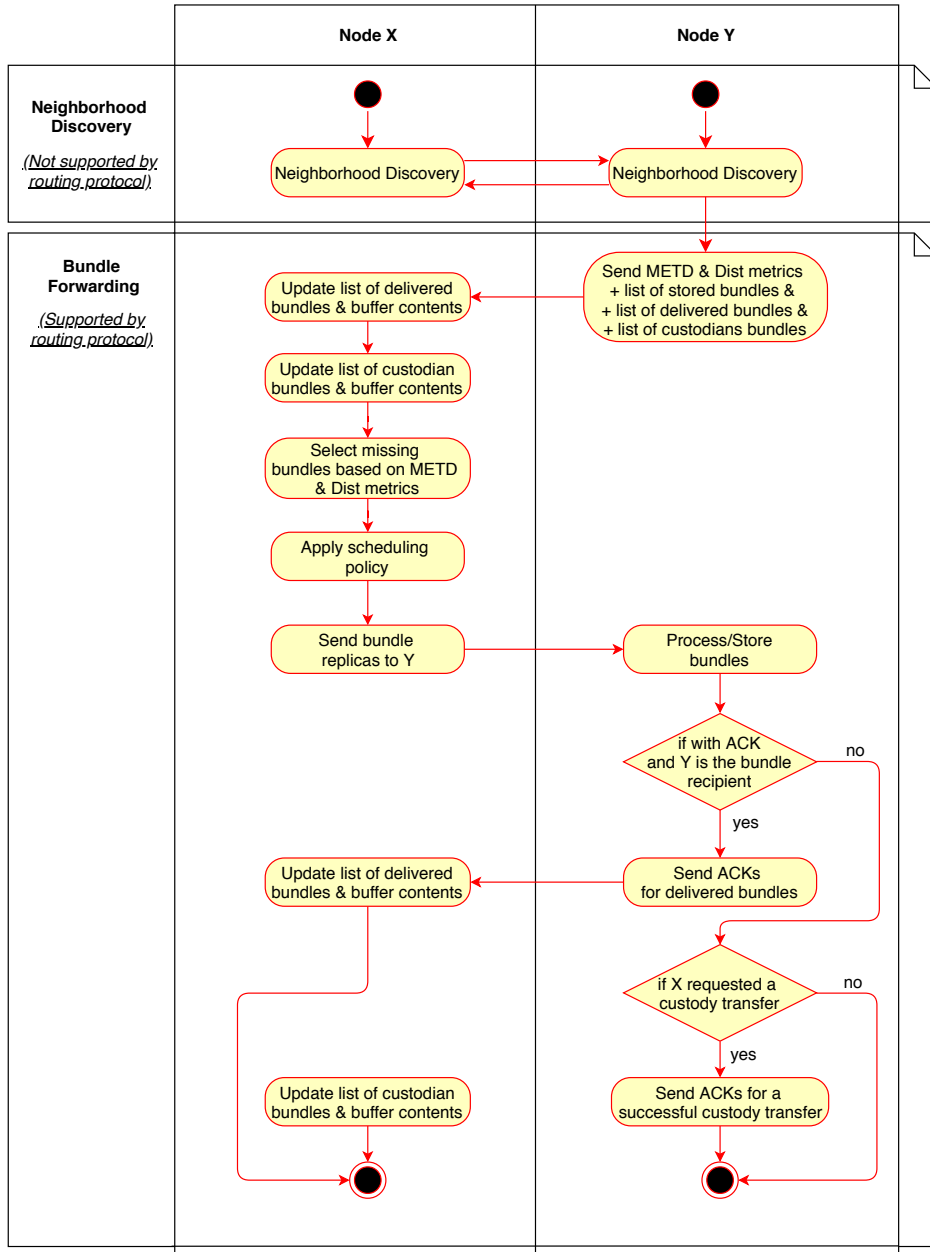 Node X
Node Y
Neighborhood
Discovery
(Not supported by
routing protocol)
Neighborhood Discovery
Neighborhood Discovery
Bundle
Forwarding
(Supported by
routing protocol)
Send METD & Dist metrics
+ list of stored bundles &
+ list of delivered bundles &
+ list of custodians bundles
Update list of delivered
bundles & buffer contents
Update list of custodian
bundles & buffer contents
Select missing
bundles based on METD
& Dist metrics
Apply scheduling
policy
Send bundle
replicas to Y
Process/Store
bundles
if with ACK
and Y is the bundle
recipient
no
yes
Send ACKs
for delivered bundles
Update list of delivered
bundles & buffer contents
if X requested a
custody transfer
no
yes
Update list of custodian
bundles & buffer contents
Send ACKs for a
successful custody transfer